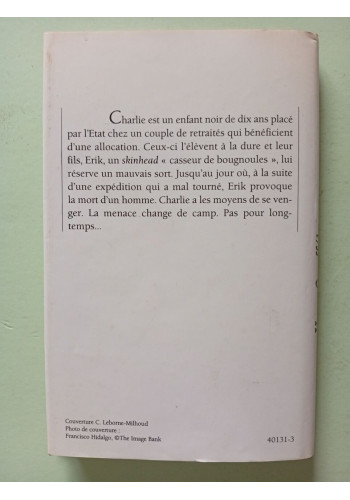 Charlie est un enfant noir de dix ans placé
par l'Etat chez un couple de retraités qui bénéficient
d'une allocation. Ceux-ci l'élèvent à la dure et leur
fils, Erik, un skinhead « casseur de bougnoules », lui
réserve un mauvais sort. Jusqu'au jour où, à la suite
d'une expédition qui a mal tourné, Erik provoque
la mort d'un homme. Charlie a les moyens de se ven-
ger. La menace change de camp. Pas pour long-
temps...
Couverture C. Leborne-Milhoud
Photo de couverture :
Francisco Hidalgo, ©The Image Bank
40131-3